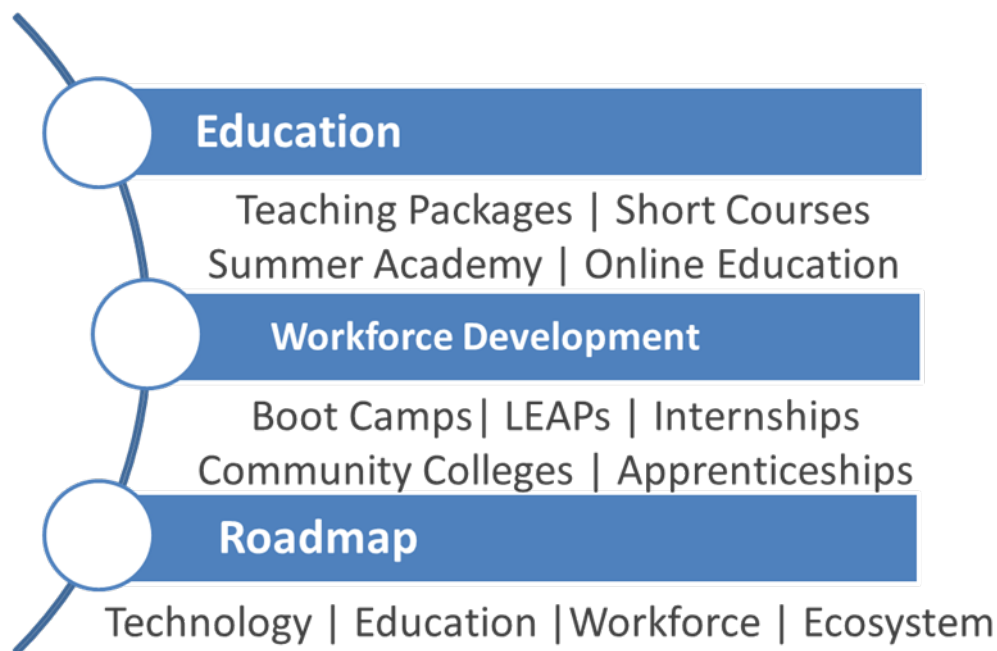 Education
Teaching Packages | Short Courses
Summer Academy | Online Education
Workforce Development
Boot Camps| LEAPs | Internships
Community Colleges | Apprenticeships
Roadmap
Technology | Education |Workforce | Ecosystem